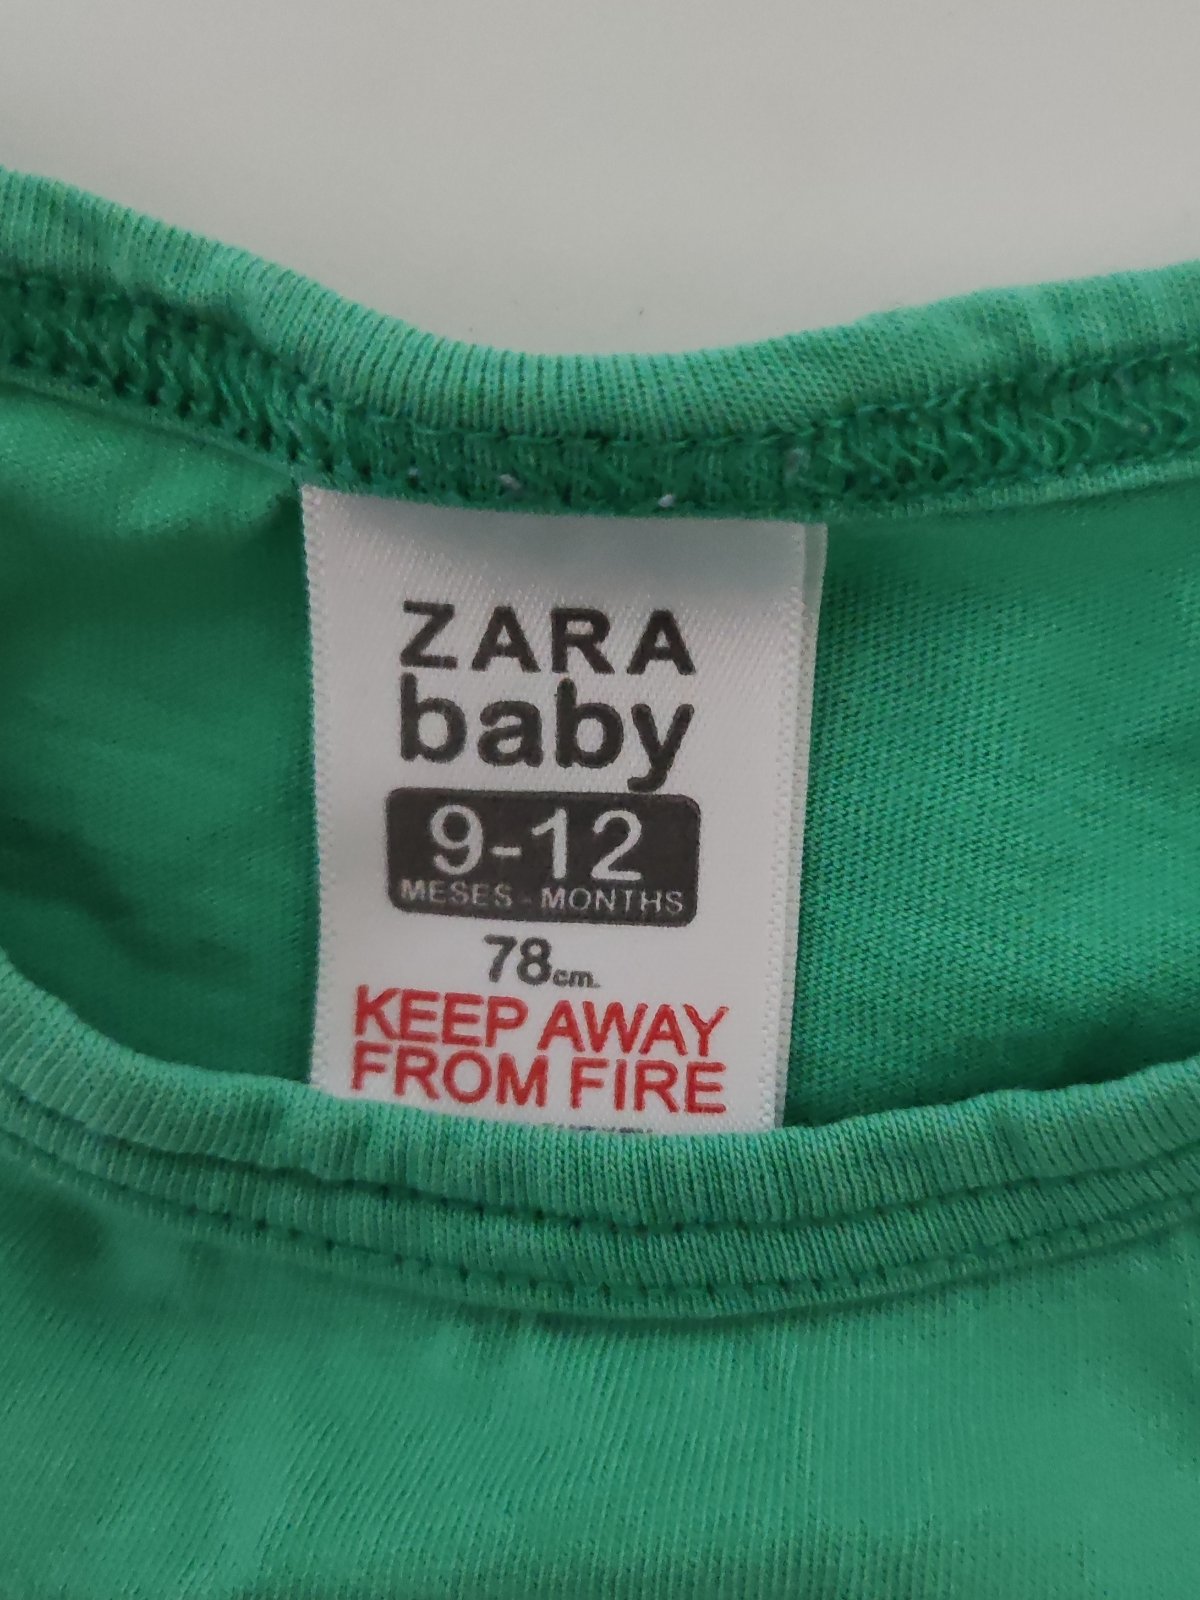 ZARA
baby
9-12
MESES - MONTHS
78cm.
KEEP AWAY
FROM FIRE